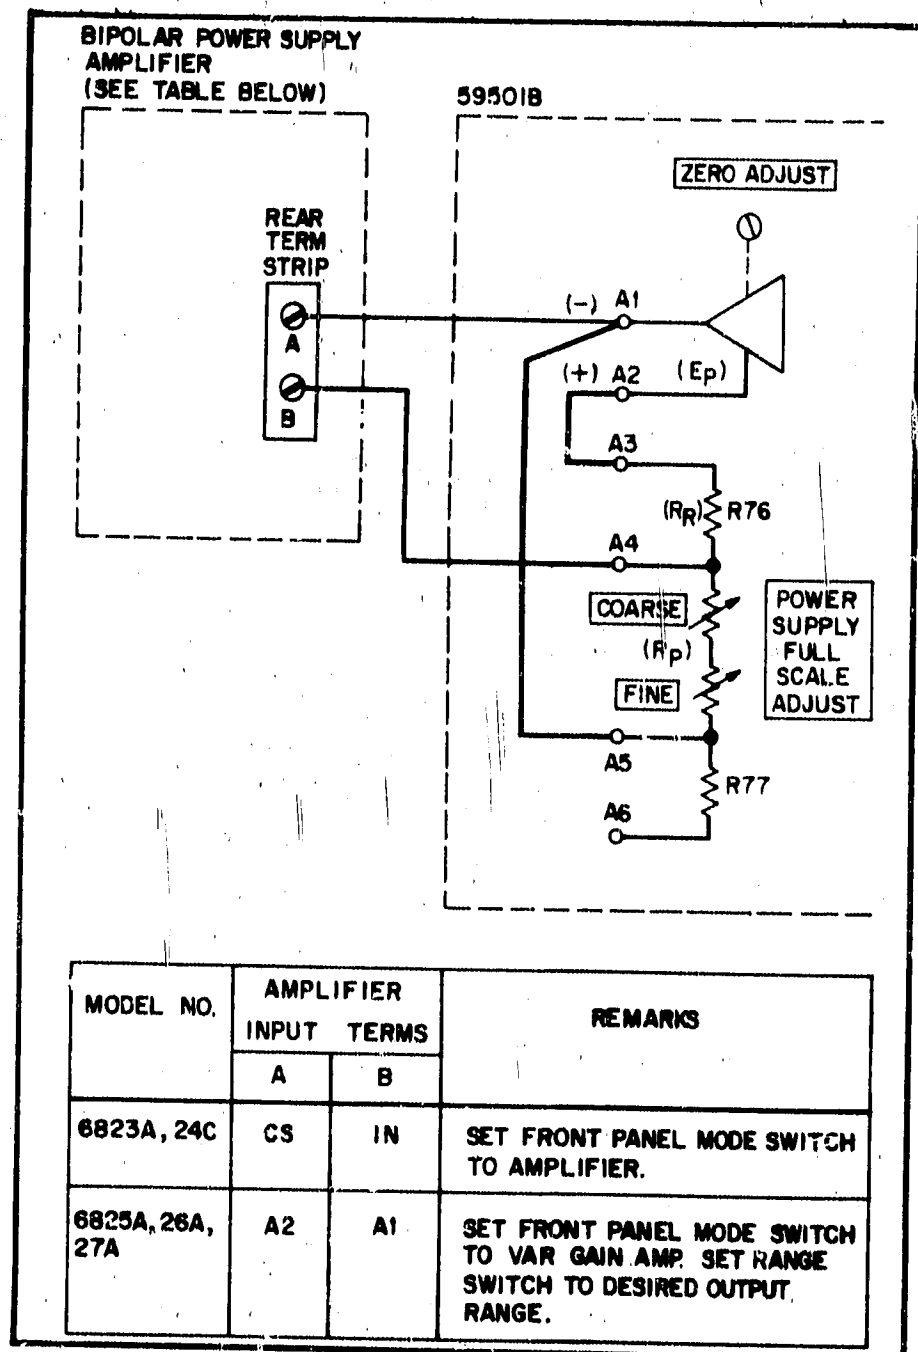 BIPOLAR POWER SUPPLY
AMPLIFIER
(SEE TABLE BELOW)
59501B
ZERO ADJUST
REAR
TERM
STRIP
A
B
(-) A1
(+) A2 (Ep)
A3
(RR) R76
A4
COARSE
(Rp)
FINE
POWER
SUPPLY
FULL
SCALE
ADJUST
A5
R77
A6
MODEL NO.
AMPLIFIER
INPUT TERMS
A B
REMARKS
6823A, 24C
CS
IN
SET FRONT PANEL MODE SWITCH
TO AMPLIFIER.
6825A, 26A,
27A
A2
A1
SET FRONT PANEL MODE SWITCH
TO VAR GAIN AMP. SET RANGE
SWITCH TO DESIRED OUTPUT
RANGE.